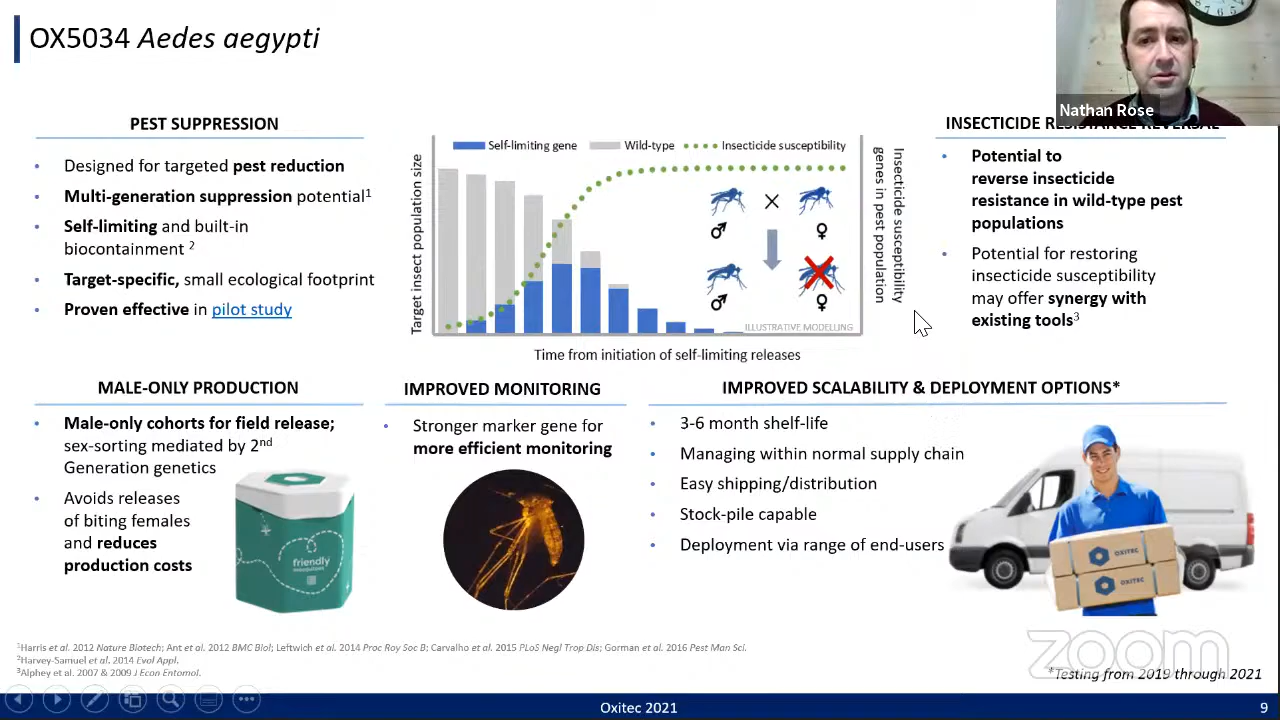 OX5034 Aedes aegypti
Nathan Rose
PEST SUPPRESSION
• Designed for targeted pest reduction
• Multi-generation suppression potential1
• Self-limiting and built-in
biocontainment 2
• Target-specific, small ecological footprint
• Proven effective in pilot study
Self-limiting gene
Wild-type
Insecticide susceptibility
Target insect population size
Insecticide susceptibility
genes in pest population
ILLUSTRATIVE MODELLING
Time from initiation of self-limiting releases
INSECTICIDE RESISTANCE REVERSAL
• Potential to
reverse insecticide
resistance in wild-type pest
populations
• Potential for restoring
insecticide susceptibility
may offer synergy with
existing tools3
MALE-ONLY PRODUCTION
• Male-only cohorts for field release;
sex-sorting mediated by 2nd
Generation genetics
• Avoids releases
of biting females
and reduces
production costs
friendly
IMPROVED MONITORING
• Stronger marker gene for
more efficient monitoring
IMPROVED SCALABILITY & DEPLOYMENT OPTIONS*
• 3-6 month shelf-life
• Managing within normal supply chain
• Easy shipping/distribution
• Stock-pile capable
• Deployment via range of end-users
OXITEC
OXITEC
1Harris et al. 2012 Nature Biotech; Ant et al. 2012 BMC Biol; Leftwich et al. 2014 Proc Roy Soc B; Carvalho et al. 2015 PLoS Negl Trop Dis; Gorman et al. 2016 Pest Man Sci.
2Harvey-Samuel et al. 2014 Evol Appl.
3Alphey et al. 2007 & 2009 J Econ Entomol.
zoom
*Testing from 2019 through 2021
Oxitec 2021
9